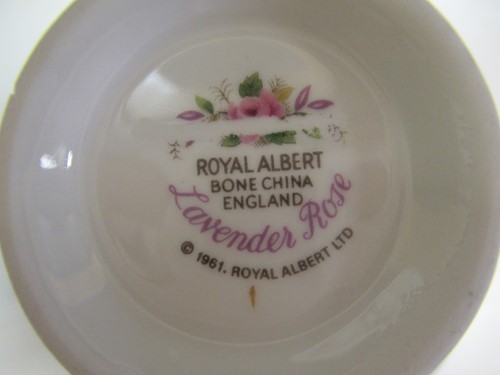 ROYAL ALBERT
BONE CHINA
ENGLAND
Lavender Rose
© 1961. ROYAL ALBERT LTD